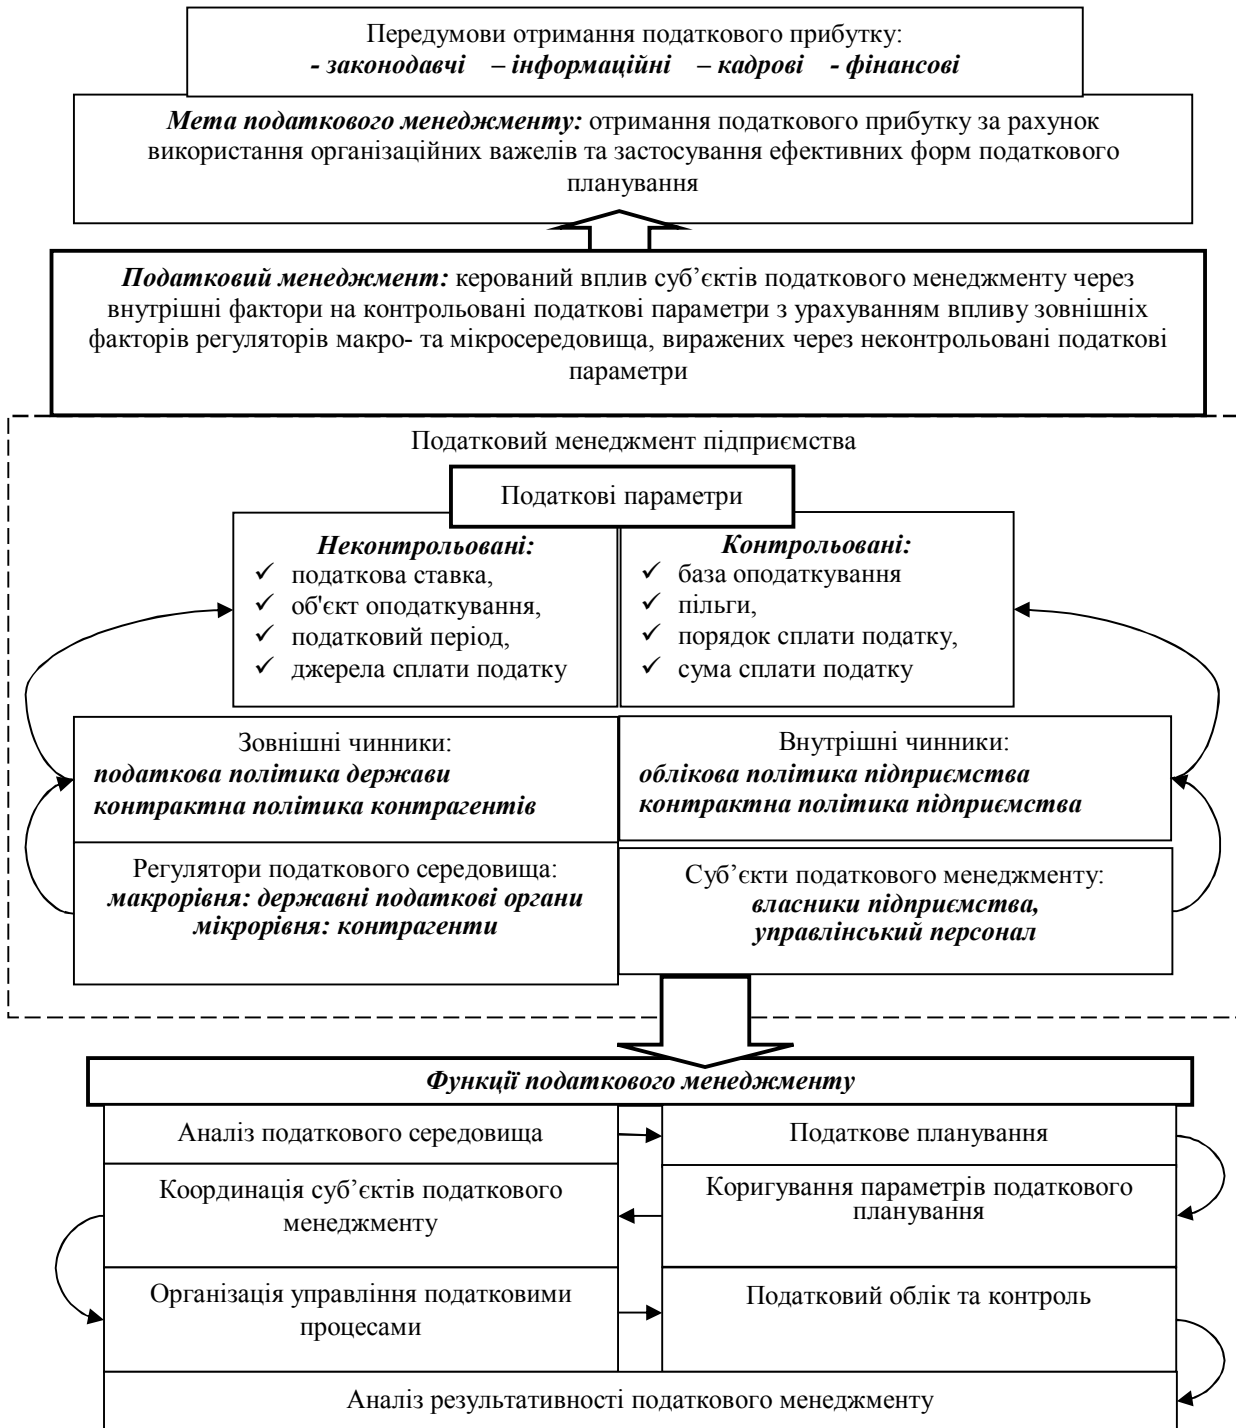 Передумови отримання податкового прибутку:
- законодавчі – інформаційні – кадрові - фінансові
Мета податкового менеджменту: отримання податкового прибутку за рахунок
використання організаційних важелів та застосування ефективних форм податкового
планування
Податковий менеджмент: керований вплив суб’єктів податкового менеджменту через
внутрішні фактори на контрольовані податкові параметри з урахуванням впливу зовнішніх
факторів регуляторів макро- та мікросередовища, виражених через неконтрольовані податкові
параметри
Податковий менеджмент підприємства
Податкові параметри
Неконтрольовані:
✓ податкова ставка,
✓ об'єкт оподаткування,
✓ податковий період,
✓ джерела сплати податку
Контрольовані:
✓ база оподаткування
✓ пільги,
✓ порядок сплати податку,
✓ сума сплати податку
Зовнішні чинники:
податкова політика держави
контрактна політика контрагентів
Внутрішні чинники:
облікова політика підприємства
контрактна політика підприємства
Регулятори податкового середовища:
макрорівня: державні податкові органи
мікрорівня: контрагенти
Суб’єкти податкового менеджменту:
власники підприємства,
управлінський персонал
Функції податкового менеджменту
Аналіз податкового середовища
Податкове планування
Координація суб’єктів податкового
менеджменту
Коригування параметрів податкового
планування
Організація управління податковими
процесами
Податковий облік та контроль
Аналіз результативності податкового менеджменту